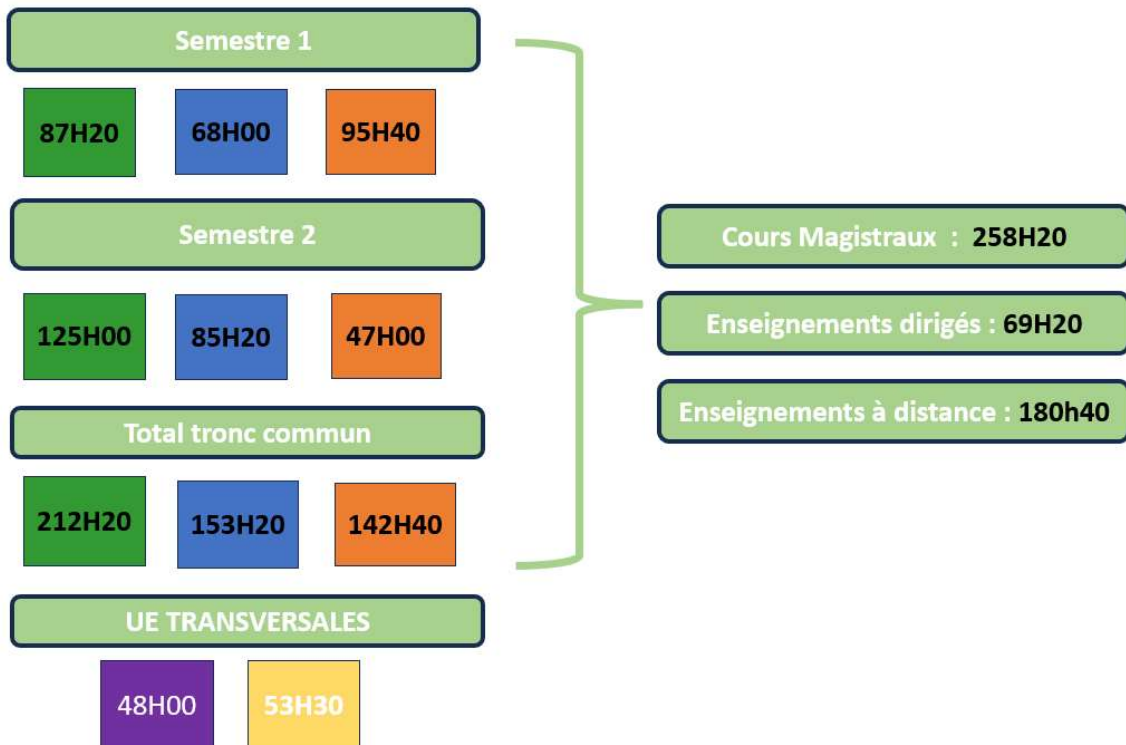 Semestre 1
87H20
68H00
95H40
Semestre 2
125H00
85H20
47H00
Total tronc commun
212H20
153H20
142H40
UE TRANSVERSALES
48H00
53H30
Cours Magistraux : 258H20
Enseignements dirigés : 69H20
Enseignements à distance : 180h40